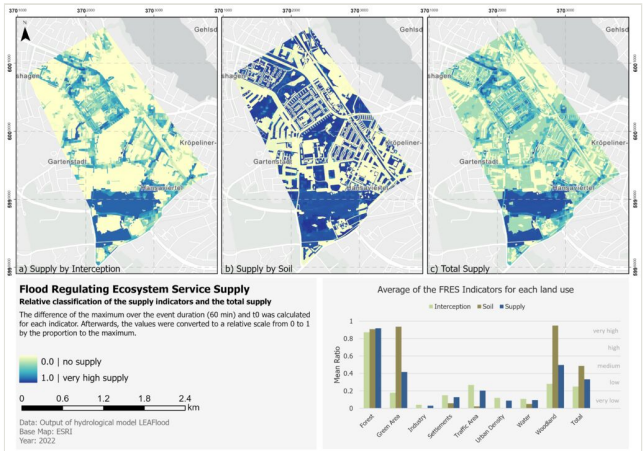 Gehlsd
Gehlsd
Gehlsd
shagen
shagen
Kröpeliner-
Kröpeliner-
Kröpeliner-
Gartenstadt
Gartenstadt
Gartenstadt
Hansaviertel
Hansaviertel
Hansaviertel
a) Supply by Interception
b) Supply by Soil
c) Total Supply
Flood Regulating Ecosystem Service Supply
Relative classification of the supply indicators and the total supply
The difference of the maximum over the event duration (60 min) and t0 was calculated
for each indicator. Afterwards, the values were converted to a relative scale from 0 to 1
by the proportion to the maximum.
0.0 | no supply
1.0 | very high supply
0 0.6 1.2 1.8 2.4
km
Data: Output of hydrological model LEAFlood
Base Map: ESRI
Year: 2022
Average of the FRES Indicators for each land use
Interception Soil Supply
Mean Ratio
1
0.8
0.6
0.4
0.2
0
very high
high
medium
low
very low
Forest
Green Area
Industry
Settlements
Traffic Area
Urban Density
Water
Woodland
Total